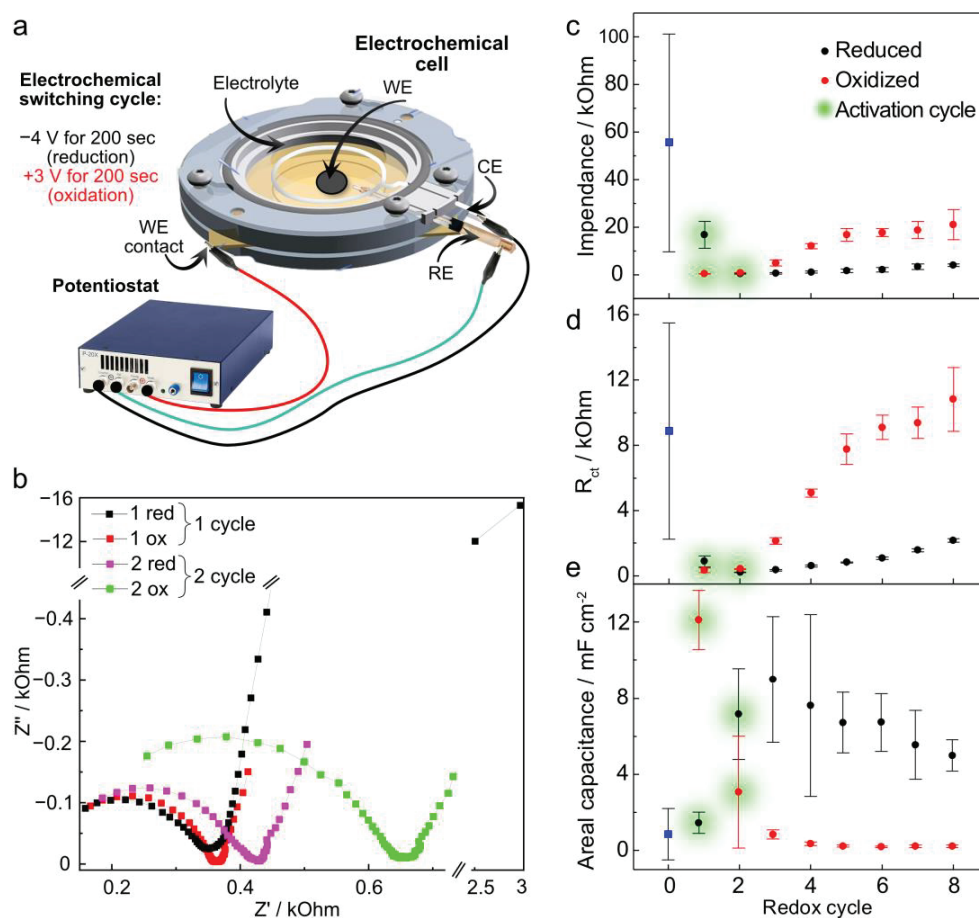 a
Electrochemical
switching cycle:
−4 V for 200 sec
(reduction)
+3 V for 200 sec
(oxidation)
Electrolyte
Electrochemical
cell
WE
CE
RE
WE
contact
Potentiostat
P-20X
b
−16
−12
−0.4
−0.3
−0.2
−0.1
0
Z'' / kOhm
1 red
1 ox
1 cycle
2 red
2 ox
2 cycle
0.2
0.4
0.6
2.5
3
Z' / kOhm
c
100
80
60
40
20
0
Impendance / kOhm
Reduced
Oxidized
Activation cycle
d
16
12
8
4
0
Rct / kOhm
e
12
8
4
0
Areal capacitance / mF cm-2
0
2
4
6
8
Redox cycle